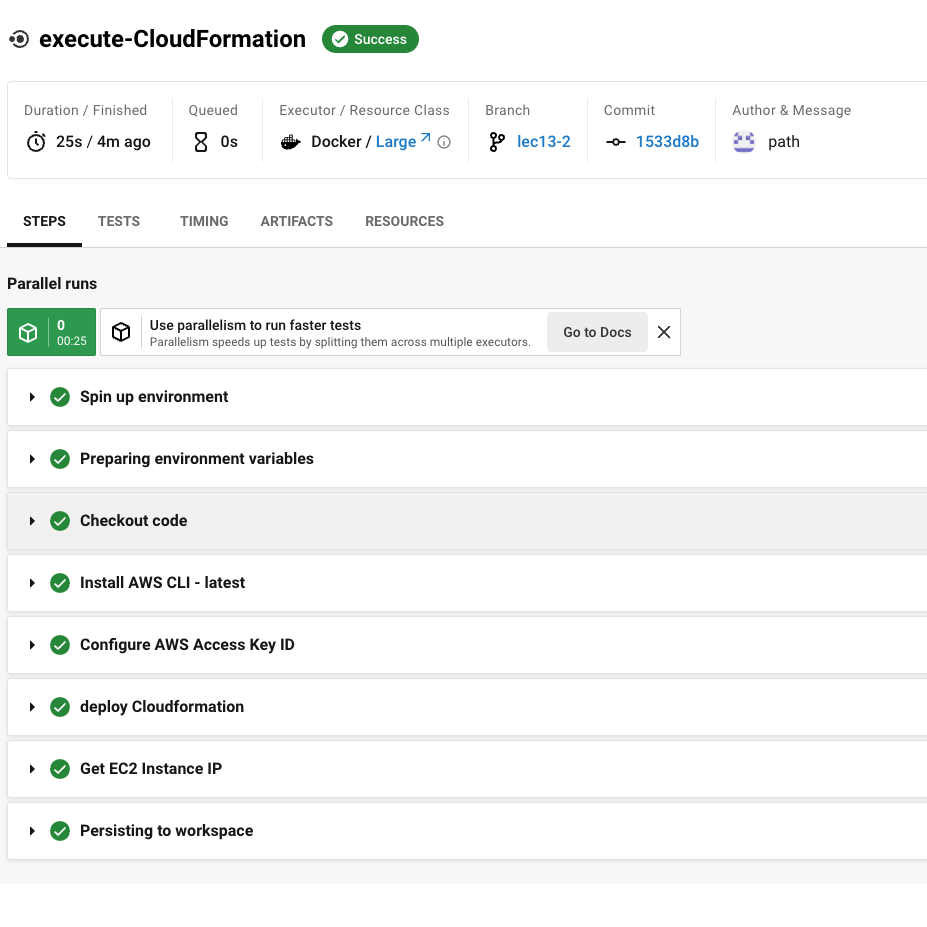 execute-CloudFormation Success
Duration / Finished Queued Executor / Resource Class Branch Commit Author & Message
25s / 4m ago 0s Docker / Large lec13-2 1533d8b path
STEPS TESTS TIMING ARTIFACTS RESOURCES
Parallel runs
0 Use parallelism to run faster tests Go to Docs
00:25 Parallelism speeds up tests by splitting them across multiple executors.
Spin up environment
Preparing environment variables
Checkout code
Install AWS CLI - latest
Configure AWS Access Key ID
deploy Cloudformation
Get EC2 Instance IP
Persisting to workspace